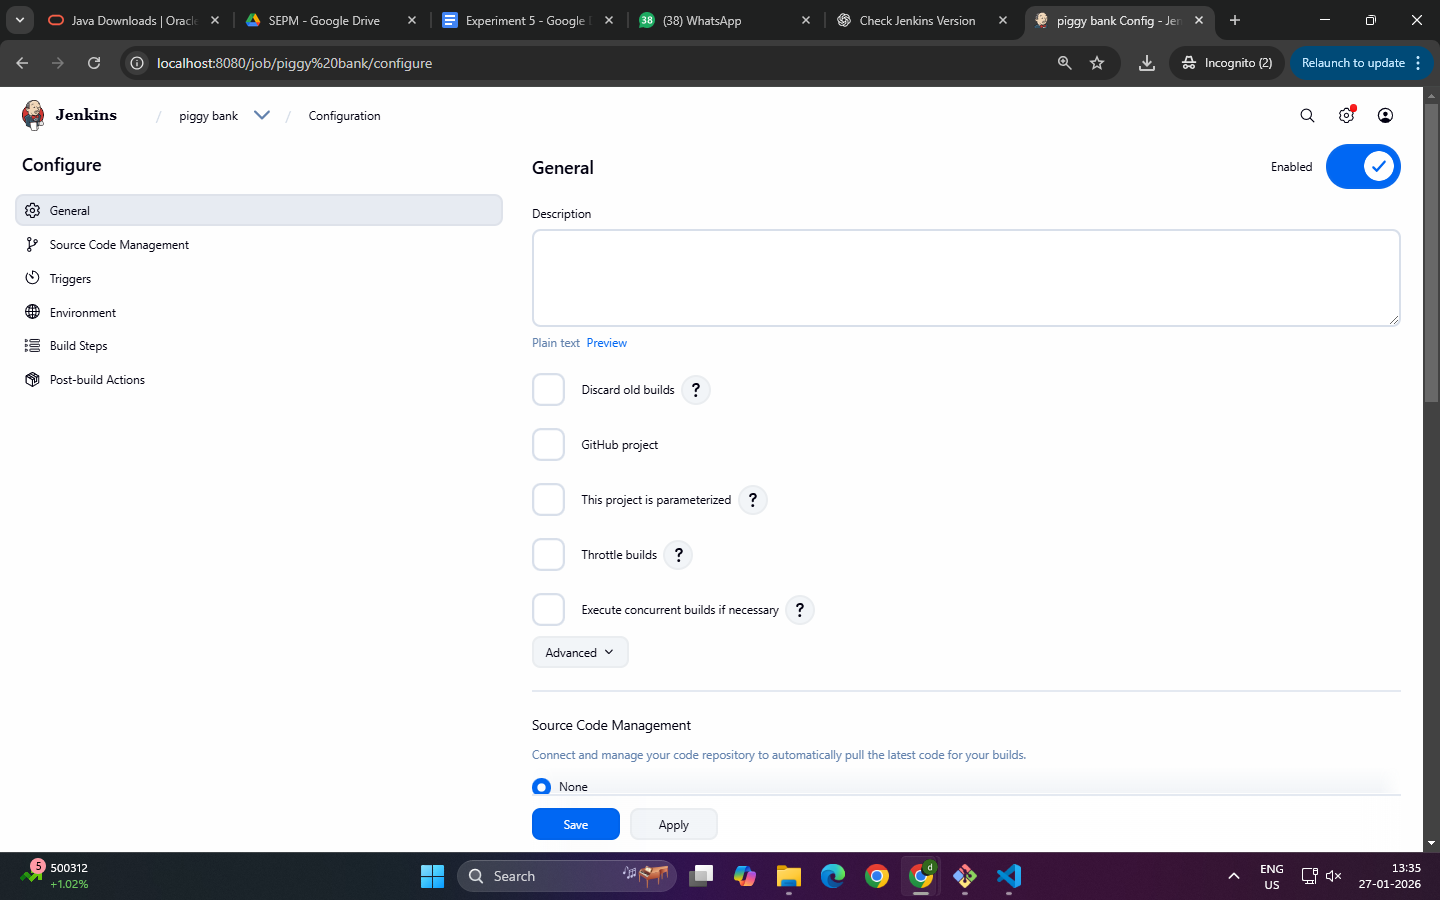 Java Downloads | Oracle
SEPM - Google Drive
Experiment 5 - Google D
38
(38) WhatsApp
Check Jenkins Version
piggy bank Config - Jen
localhost:8080/job/piggy%20bank/configure
Incognito (2)
Relaunch to update
Jenkins
/
piggy bank
/
Configuration
Configure
General
Source Code Management
Triggers
Environment
Build Steps
Post-build Actions
General
Enabled
Description
Plain text Preview
Discard old builds ?
GitHub project
This project is parameterized ?
Throttle builds ?
Execute concurrent builds if necessary ?
Advanced
Source Code Management
Connect and manage your code repository to automatically pull the latest code for your builds.
None
Save
Apply
5
500312
+1.02%
Search
d
ENG
US
13:35
27-01-2026